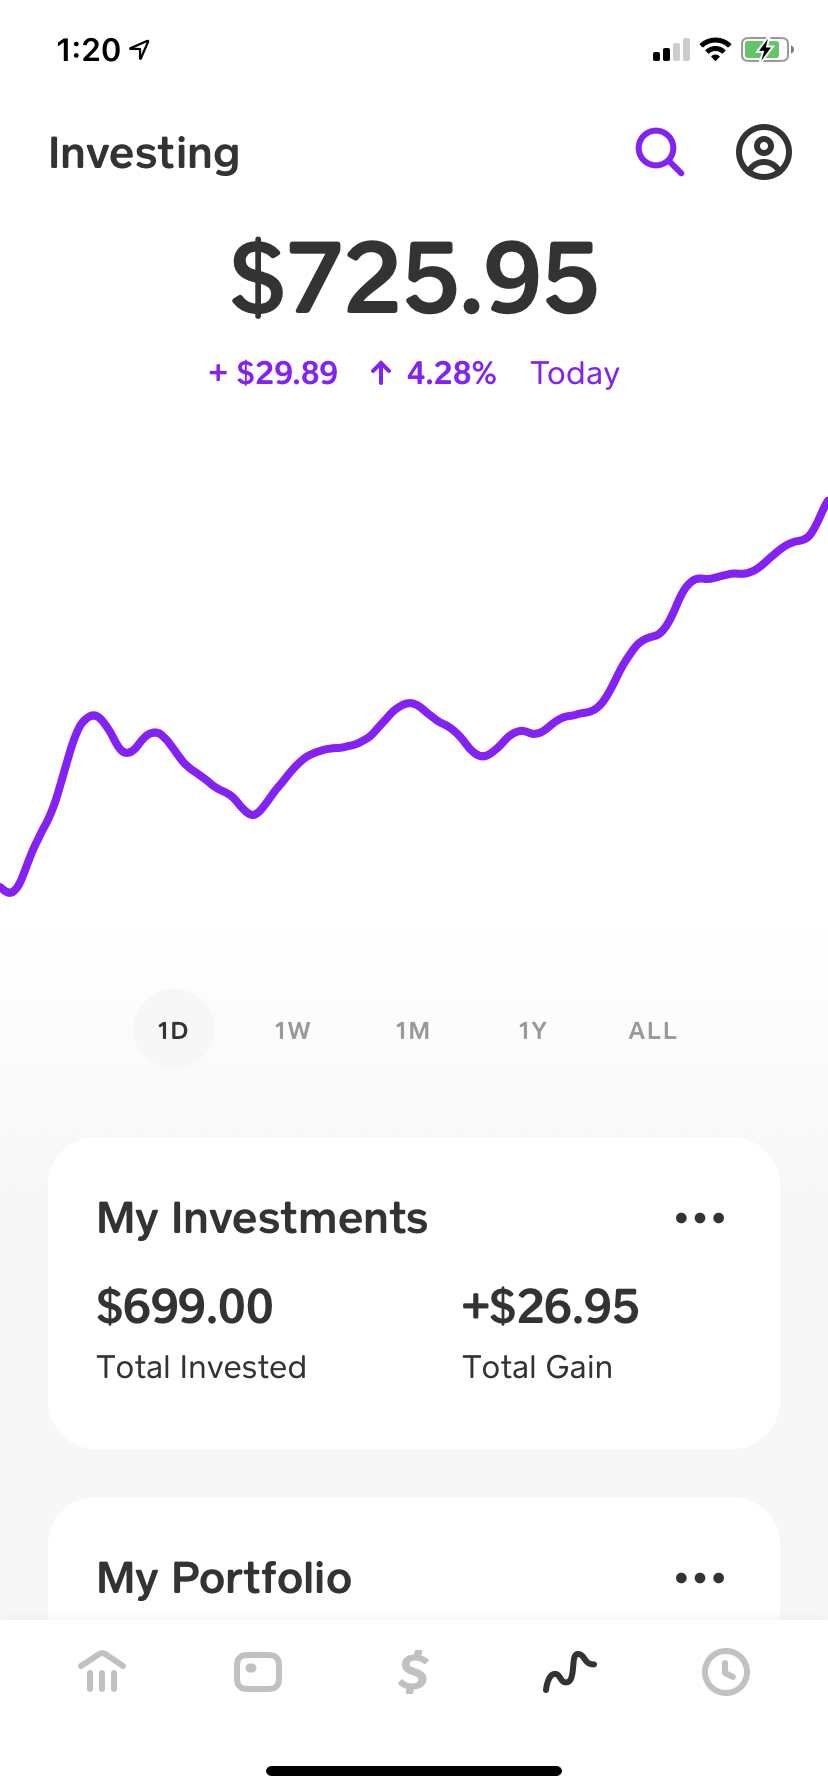 1:20
Investing
$725.95
+ $29.89 ↑ 4.28% Today
1D 1W 1M 1Y ALL
My Investments
$699.00 +$26.95
Total Invested Total Gain
My Portfolio
$